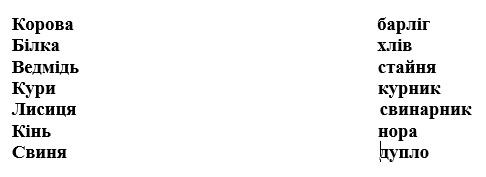 Корова барліг
Білка хлів
Ведмідь стайня
Кури курник
Лисиця свинарник
Кінь нора
Свиня дупло